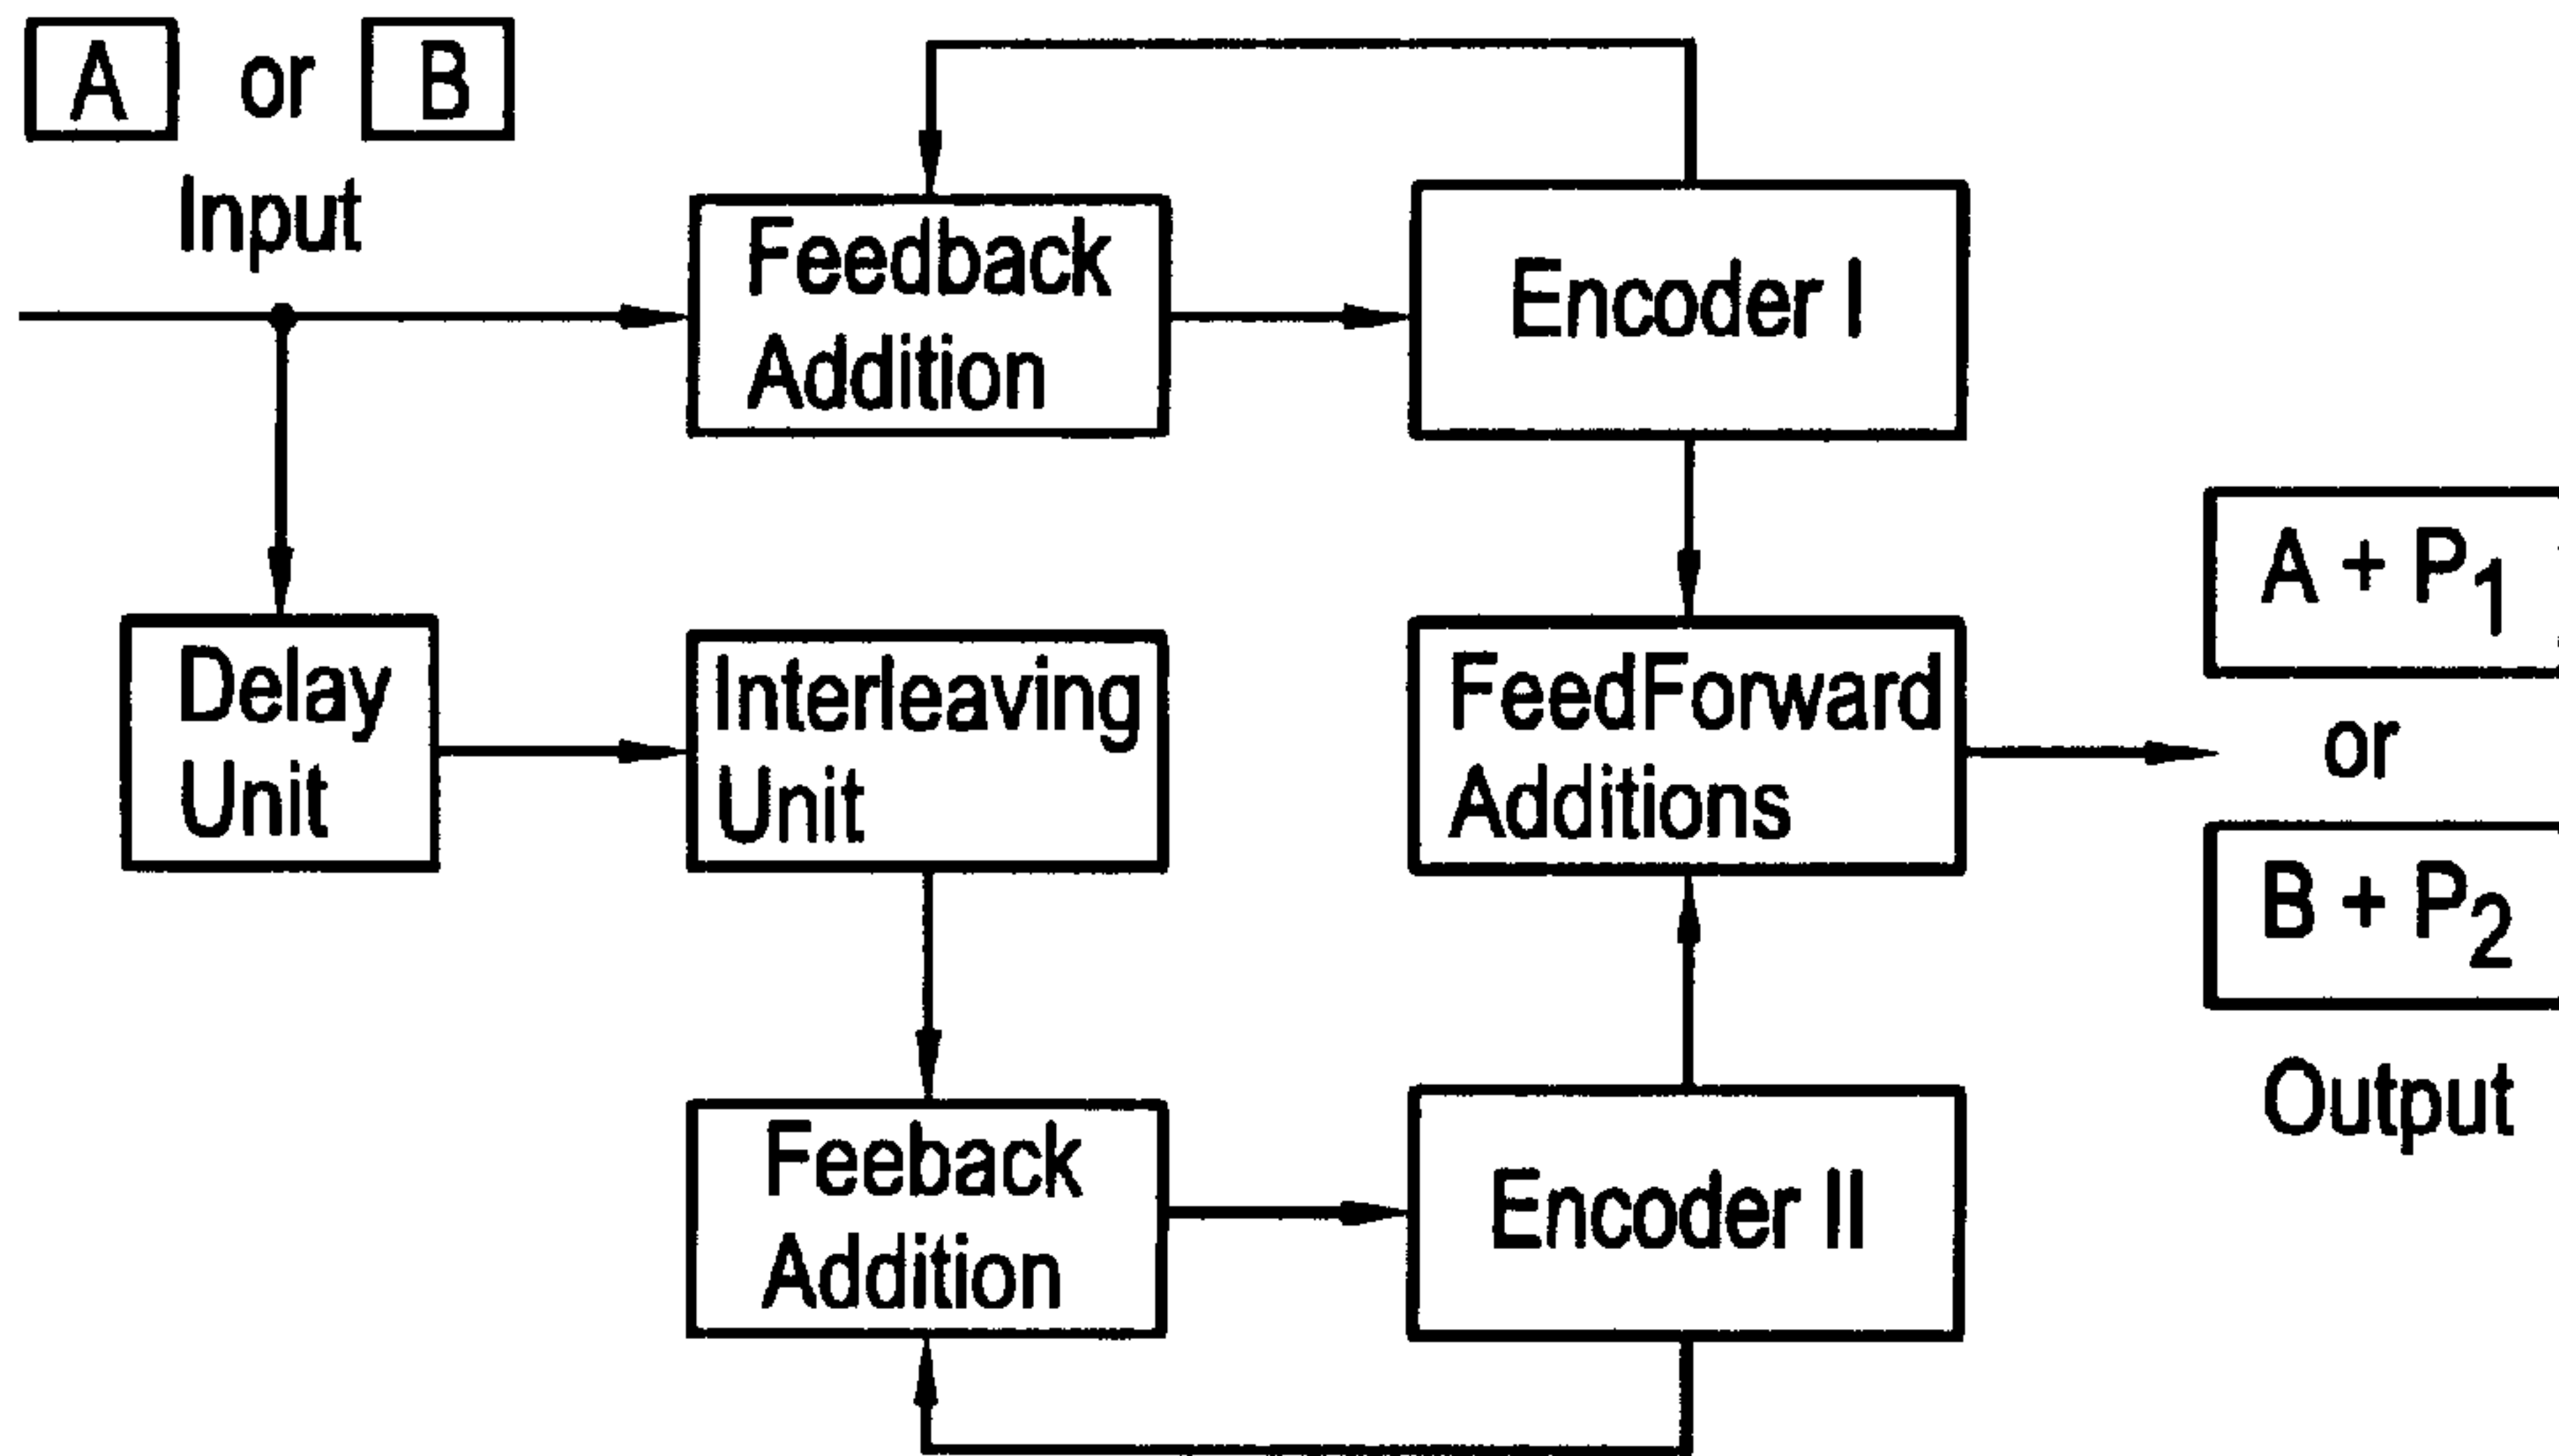 A or B
Input
Feedback
Addition
Encoder I
Delay
Unit
Interleaving
Unit
FeedForward
Additions
A + P1
or
B + P2
Output
Feeback
Addition
Encoder II